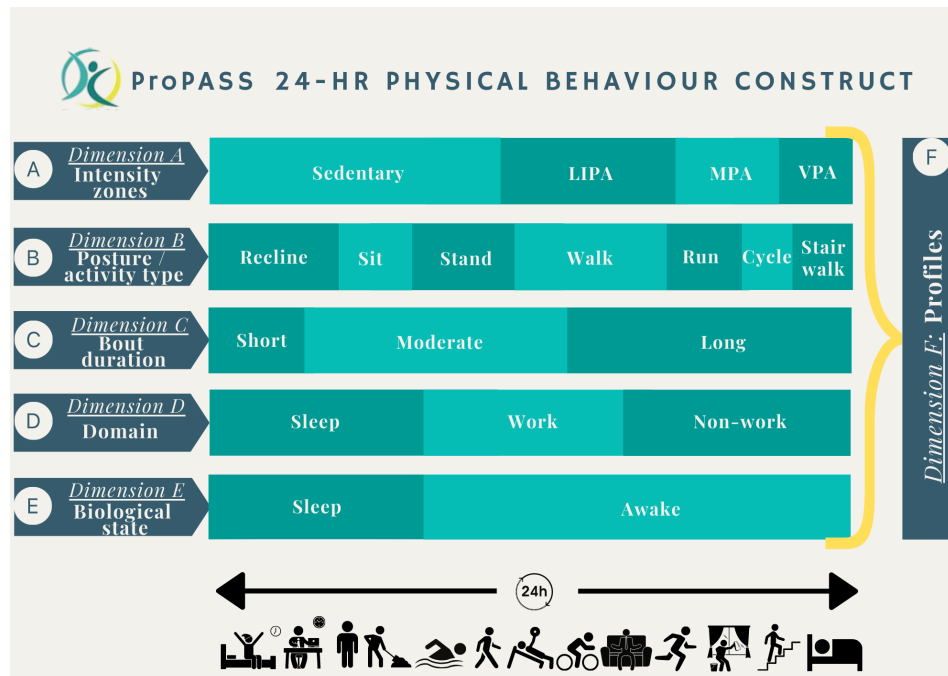 ProPASS 24-HR PHYSICAL BEHAVIOUR CONSTRUCT
A
Dimension A
Intensity
zones
Sedentary
LIPA
MPA
VPA
B
Dimension B
Posture /
activity type
Recline
Sit
Stand
Walk
Run
Cycle
Stair
walk
C
Dimension C
Bout
duration
Short
Moderate
Long
D
Dimension D
Domain
Sleep
Work
Non-work
E
Dimension E
Biological
state
Sleep
Awake
F
Dimension F: Profiles
24h